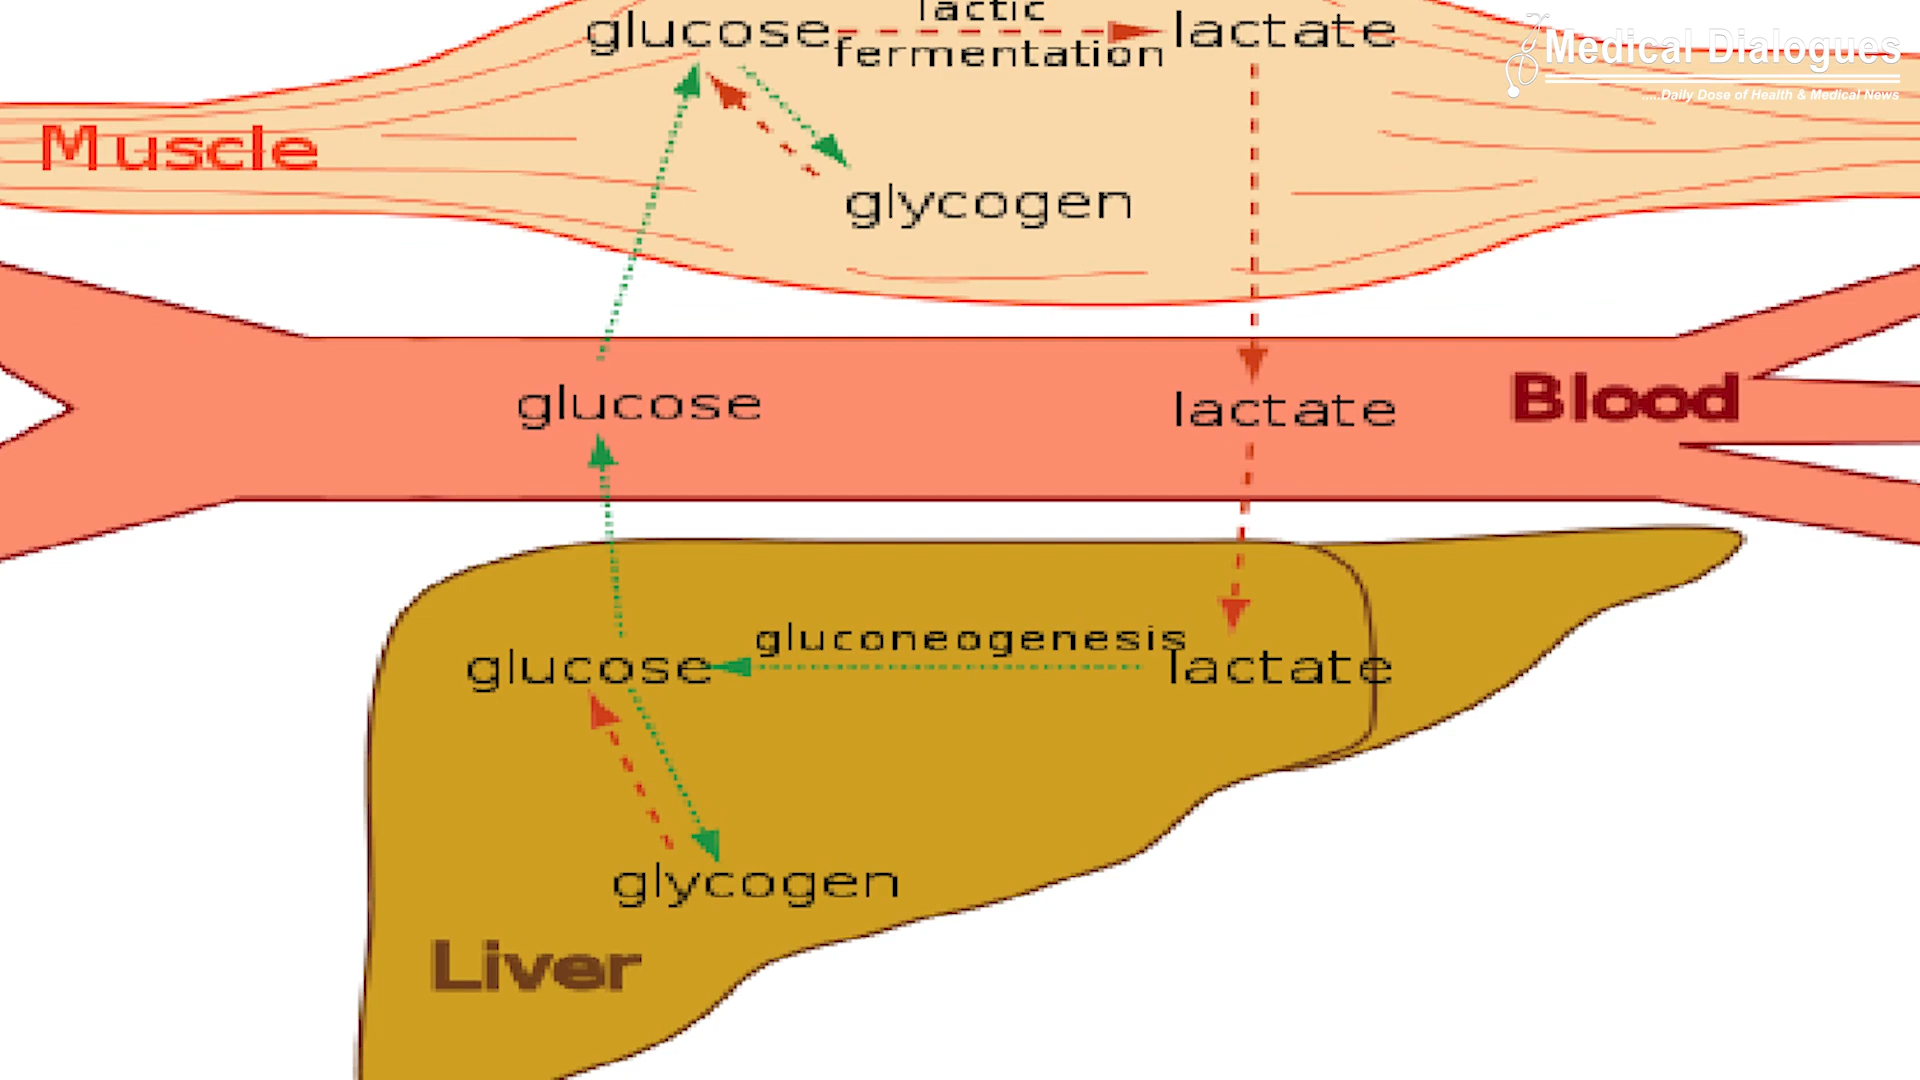 lactic
glucose
lactate
fermentation
Medical Dialogues
.....Daily Dose of Health & Medical News
Muscle
glycogen
glucose
lactate
Blood
gluconeogenesis
glucose
lactate
glycogen
Liver